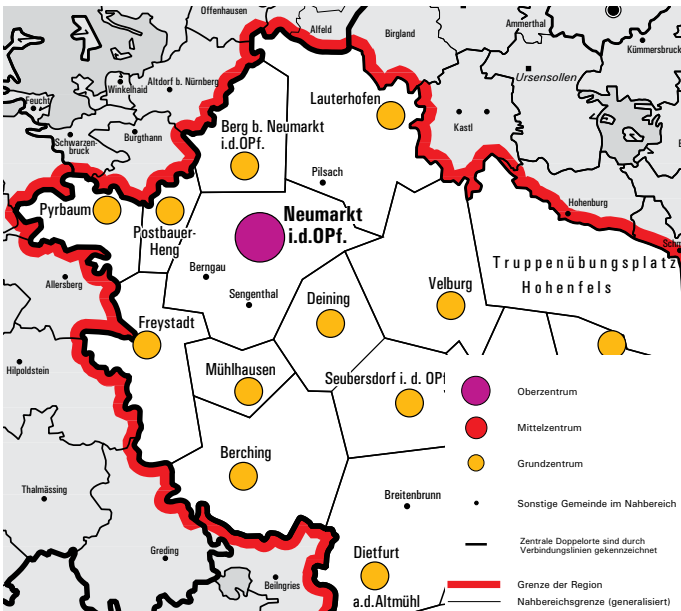 Offenhausen
Alfeld
Birgland
Ammerthal
Kümmersbruck
Ursensollen
Winkelhaid
Altdorf b. Nürnberg
Feucht
Lauterhofen
Schwarzen-
bruck
Burgthann
Berg b. Neumarkt
i.d.OPf.
Kastl
Pilsach
Pyrbaum
Postbauer-
Heng
Neumarkt
i.d.OPf.
Hohenburg
Berngau
Truppenübungsplatz
Hohenfels
Allersberg
Sengenthal
Deining
Velburg
Freystadt
Hilpoldstein
Mühlhausen
Seubersdorf i. d. OPf
Berching
Thalmässing
Breitenbrunn
Greding
Beilngries
Dietfurt
a.d.Altmühl
Oberzentrum
Mittelzentrum
Grundzentrum
Sonstige Gemeinde im Nahbereich
Zentrale Doppelorte sind durch
Verbindungslinien gekennzeichnet
Grenze der Region
Nahbereichsgrenze (generalisiert)